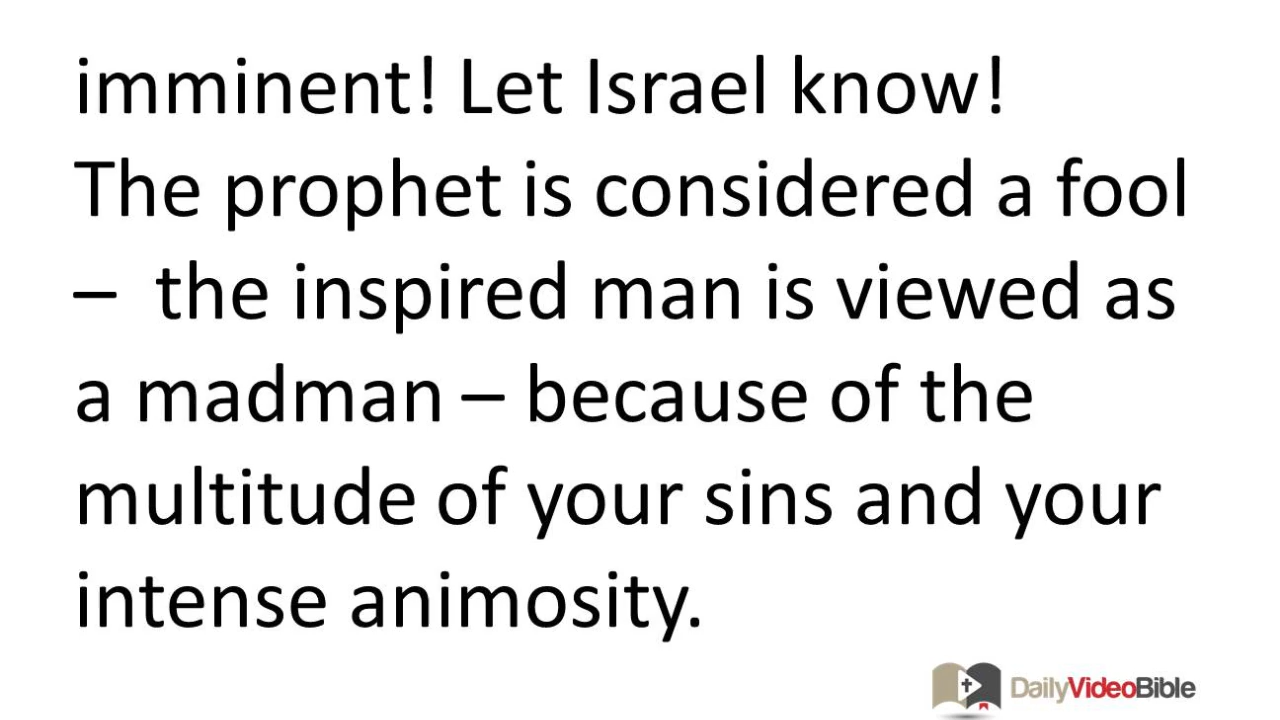 imminent! Let Israel know!
The prophet is considered a fool
– the inspired man is viewed as
a madman – because of the
multitude of your sins and your
intense animosity.
DailyVideoBible